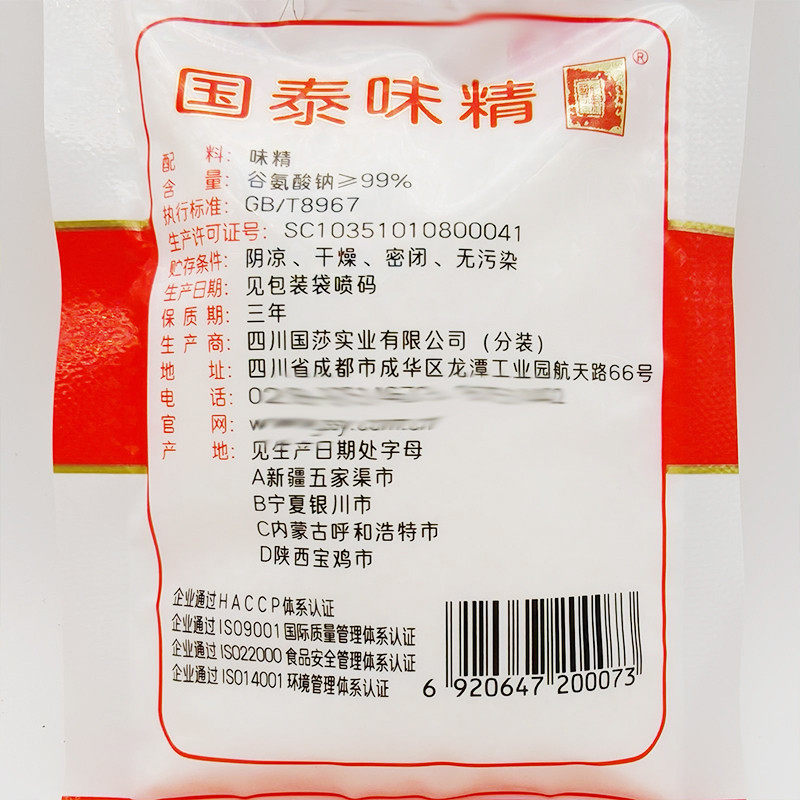 国泰味精
®
配料：味精
含量：谷氨酸钠≥99%
执行标准：GB/T8967
生产许可证号：SC10351010800041
贮存条件：阴凉、干燥、密闭、无污染
生产日期：见包装袋喷码
保质期：三年
生产商：四川国莎实业有限公司（分装）
地址：四川省成都市成华区龙潭工业园航天路66号
电话：
官网：
产地：见生产日期处字母
A新疆五家渠市
B宁夏银川市
C内蒙古呼和浩特市
D陕西宝鸡市
企业通过HACCP体系认证
企业通过ISO9001国际质量管理体系认证
企业通过ISO22000食品安全管理体系认证
企业通过ISO14001环境管理体系认证
6 920647 200073